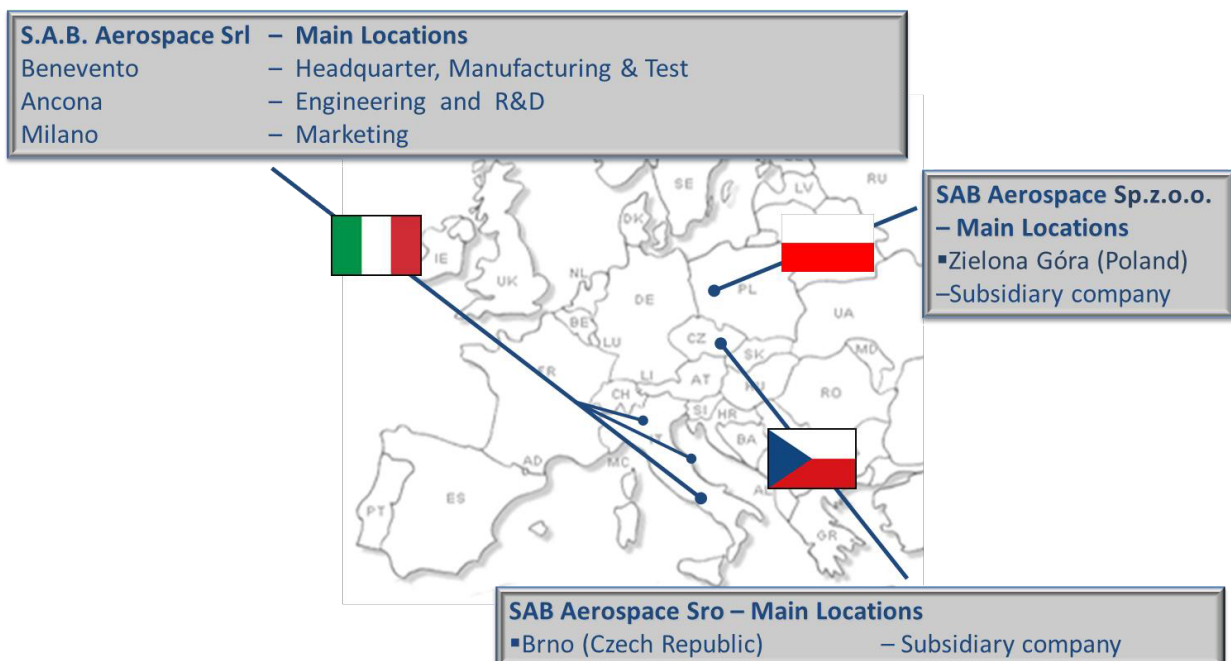 S.A.B. Aerospace Srl – Main Locations
Benevento – Headquarter, Manufacturing & Test
Ancona – Engineering and R&D
Milano – Marketing
SAB Aerospace Sp.z.o.o.
– Main Locations
▪Zielona Góra (Poland)
–Subsidiary company
SE
LV
RU
DK
IE
UK
NL
DE
PL
BE
LU
CZ
UA
SK
MD
FR
LI
CH
AT
HU
RO
SI
HR
IT
BA
MC
AD
AL
PT
ES
GR
SAB Aerospace Sro – Main Locations
▪Brno (Czech Republic) – Subsidiary company